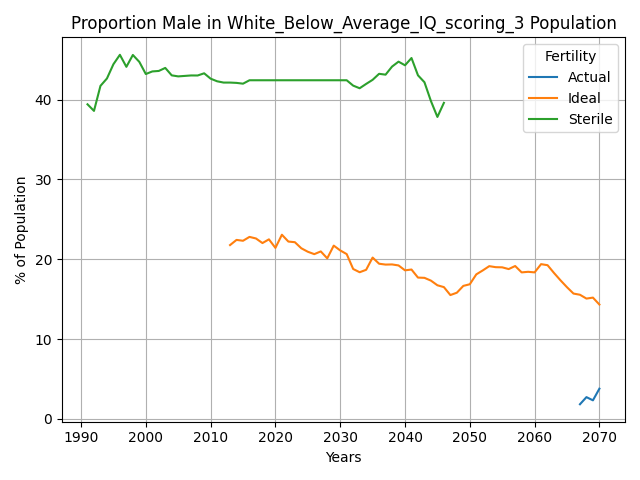 Proportion Male in White_Below_Average_IQ_scoring_3 Population
% of Population
40
30
20
10
0
Fertility
Actual
Ideal
Sterile
1990 2000 2010 2020 2030 2040 2050 2060 2070
Years